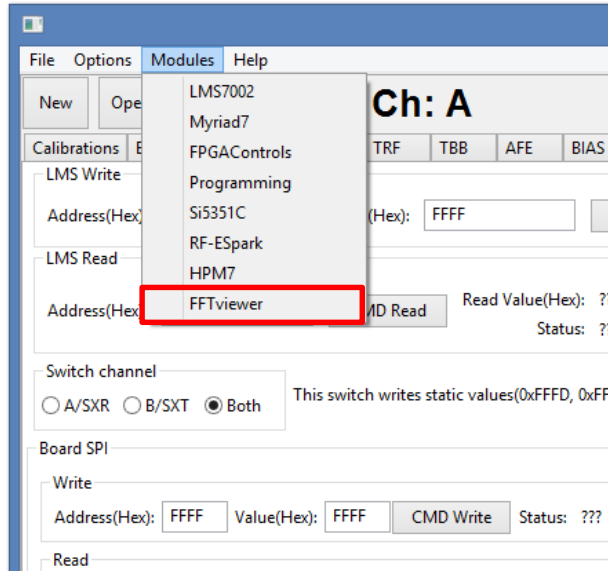 File Options Modules Help
New Ope Ch: A
LMS7002
Myriad7
FPGAControls
Programming
Si5351C
RF-ESpark
HPM7
FFTviewer
Calibrations TRF TBB AFE BIAS
LMS Write
Address(Hex) (Hex): FFFF
LMS Read
Address(Hex MD Read Read Value(Hex): ??
Status: ??
Switch channel
A/SXR B/SXT Both This switch writes static values(0xFFFD, 0xFF
Board SPI
Write
Address(Hex): FFFF Value(Hex): FFFF CMD Write Status: ???
Read